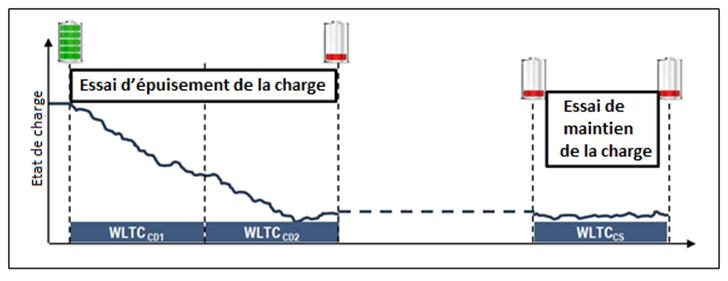 Essai d'épuisement de la charge
Essai de
maintien
de la charge
Etat de charge
WLTC CD1
WLTC CD2
WLTC CS